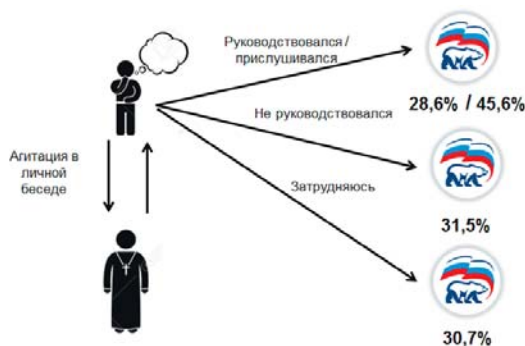 Руководствовался /
прислушивался
28,6% / 45,6%
Не руководствовался
Агитация в
личной
беседе
31,5%
Затрудняюсь
30,7%